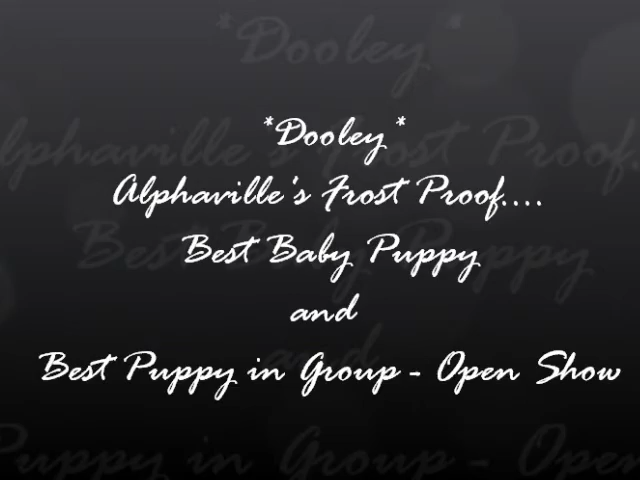 *Dooley*
Alphaville's Frost Proof....
Best Baby Puppy
and
Best Puppy in Group - Open Show